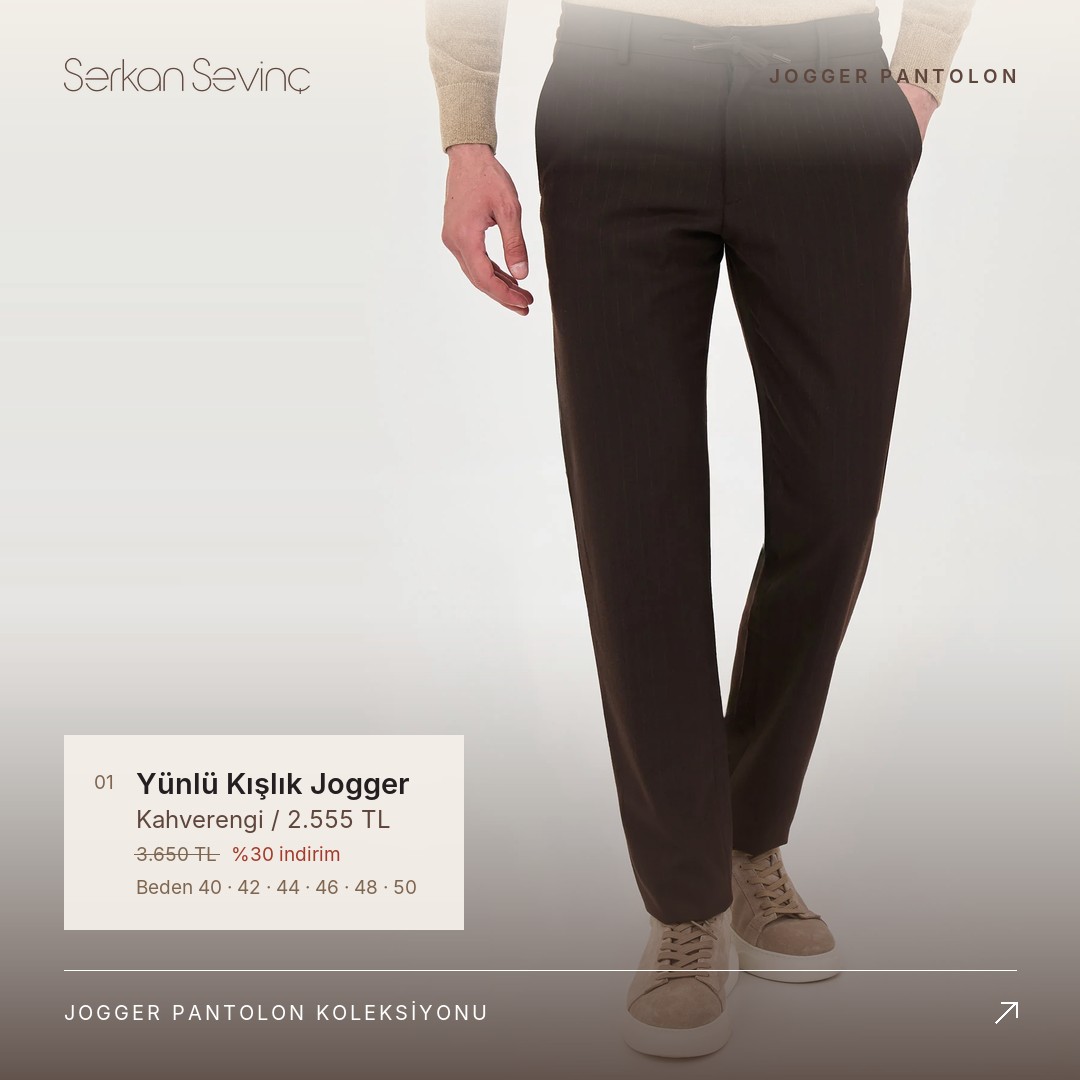 Serkan Sevinç
JOGGER PANTOLON
01 Yünlü Kışlık Jogger
Kahverengi / 2.555 TL
3.650 TL %30 indirim
Beden 40 · 42 · 44 · 46 · 48 · 50
JOGGER PANTOLON KOLEKSİYONU